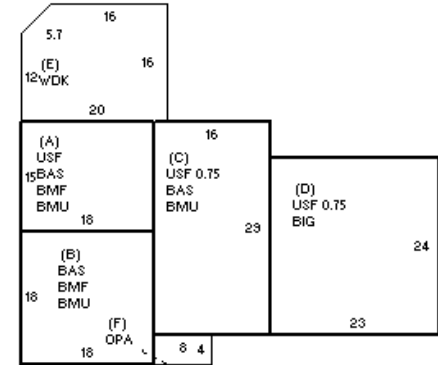 16
5.7
(E)
16
12 WDK
20
(A)
USF
15 BAS
BMF
BMU
18
16
(C)
USF 0.75
BAS
BMU
29
(D)
USF 0.75
BIG
24
23
(B)
BAS
18 BMF
BMU
(F)
OPA
18
8 4